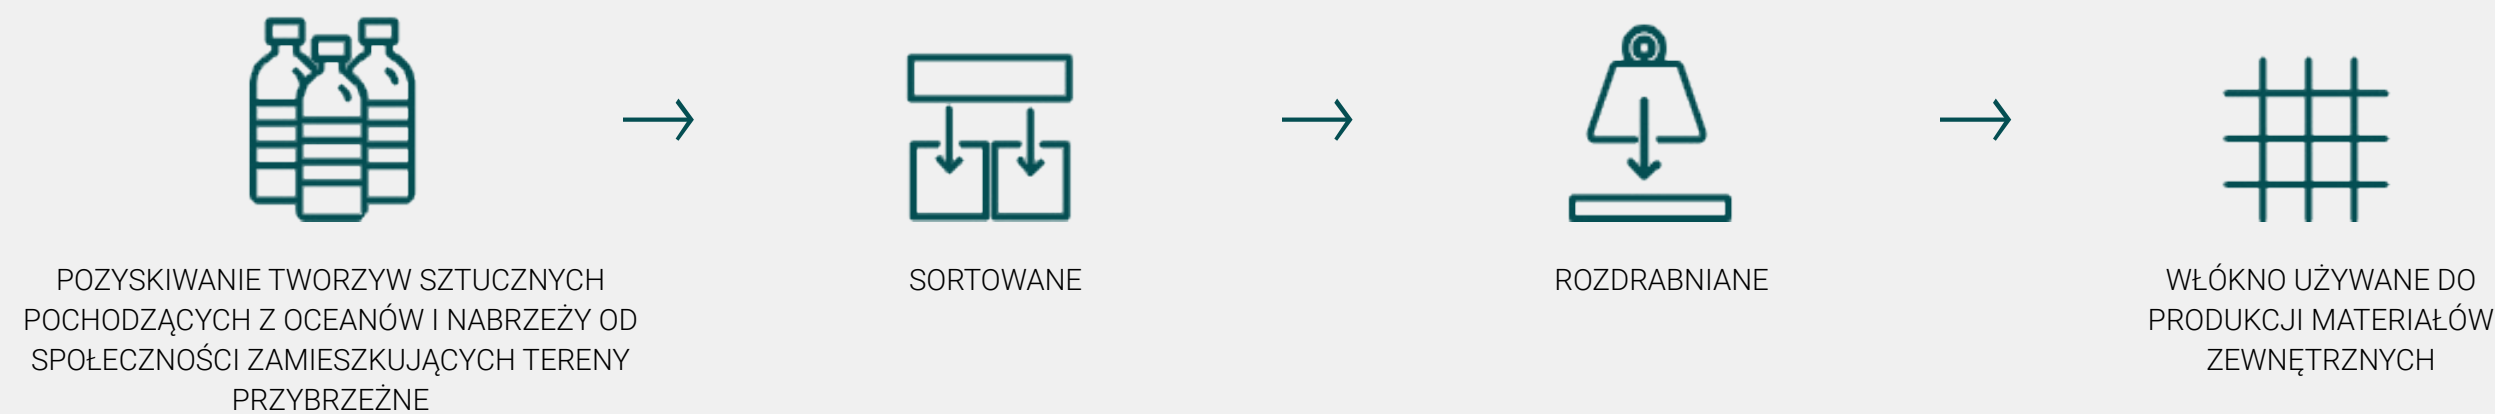 POZYSKIWANIE TWORZYW SZTUCZNYCH
POCHODZĄCYCH Z OCEANÓW I NABRZEŻY OD
SPOŁECZNOŚCI ZAMIESZKUJĄCYCH TERENY
PRZYBRZEŻNE
SORTOWANE
ROZDRABNIANE
WŁÓKNO UŻYWANE DO
PRODUKCJI MATERIAŁÓW
ZEWNĘTRZNYCH